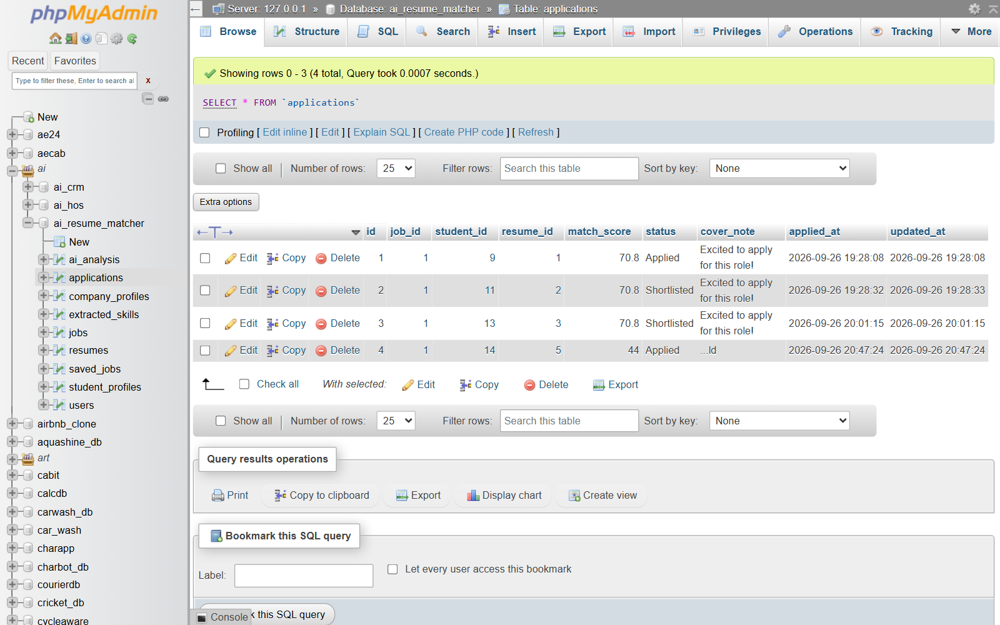 phpMyAdmin
Recent Favorites
Type to filter these, Enter to search al X
New
ae24
aecab
ai
ai_crm
ai_hos
ai_resume_matcher
New
ai_analysis
applications
company_profiles
extracted_skills
jobs
resumes
saved_jobs
student_profiles
users
airbnb_clone
aquashine_db
art
cabit
calcdb
carwash_db
car_wash
charapp
charbot_db
courierdb
cricket_db
cycleaware
Server: 127.0.0.1 » Database: ai_resume_matcher » Table: applications
Browse Structure SQL Search Insert Export Import Privileges Operations Tracking More
Showing rows 0 - 3 (4 total, Query took 0.0007 seconds.)
SELECT * FROM `applications`
Profiling [ Edit inline ] [ Edit ] [ Explain SQL ] [ Create PHP code ] [ Refresh ]
Show all Number of rows: 25 Filter rows: Search this table Sort by key: None
Extra options
id job_id student_id resume_id match_score status cover_note applied_at updated_at
Edit Copy Delete 1 1 9 1 70.8 Applied Excited to apply for this role! 2026-09-26 19:28:08 2026-09-26 19:28:08
Edit Copy Delete 2 1 11 2 70.8 Shortlisted Excited to apply for this role! 2026-09-26 19:28:32 2026-09-26 19:28:33
Edit Copy Delete 3 1 13 3 70.8 Shortlisted Excited to apply for this role! 2026-09-26 20:01:15 2026-09-26 20:01:15
Edit Copy Delete 4 1 14 5 44 Applied ...ld 2026-09-26 20:47:24 2026-09-26 20:47:24
Check all With selected: Edit Copy Delete Export
Show all Number of rows: 25 Filter rows: Search this table Sort by key: None
Query results operations
Print Copy to clipboard Export Display chart Create view
Bookmark this SQL query
Label: Let every user access this bookmark
Console k this SQL query